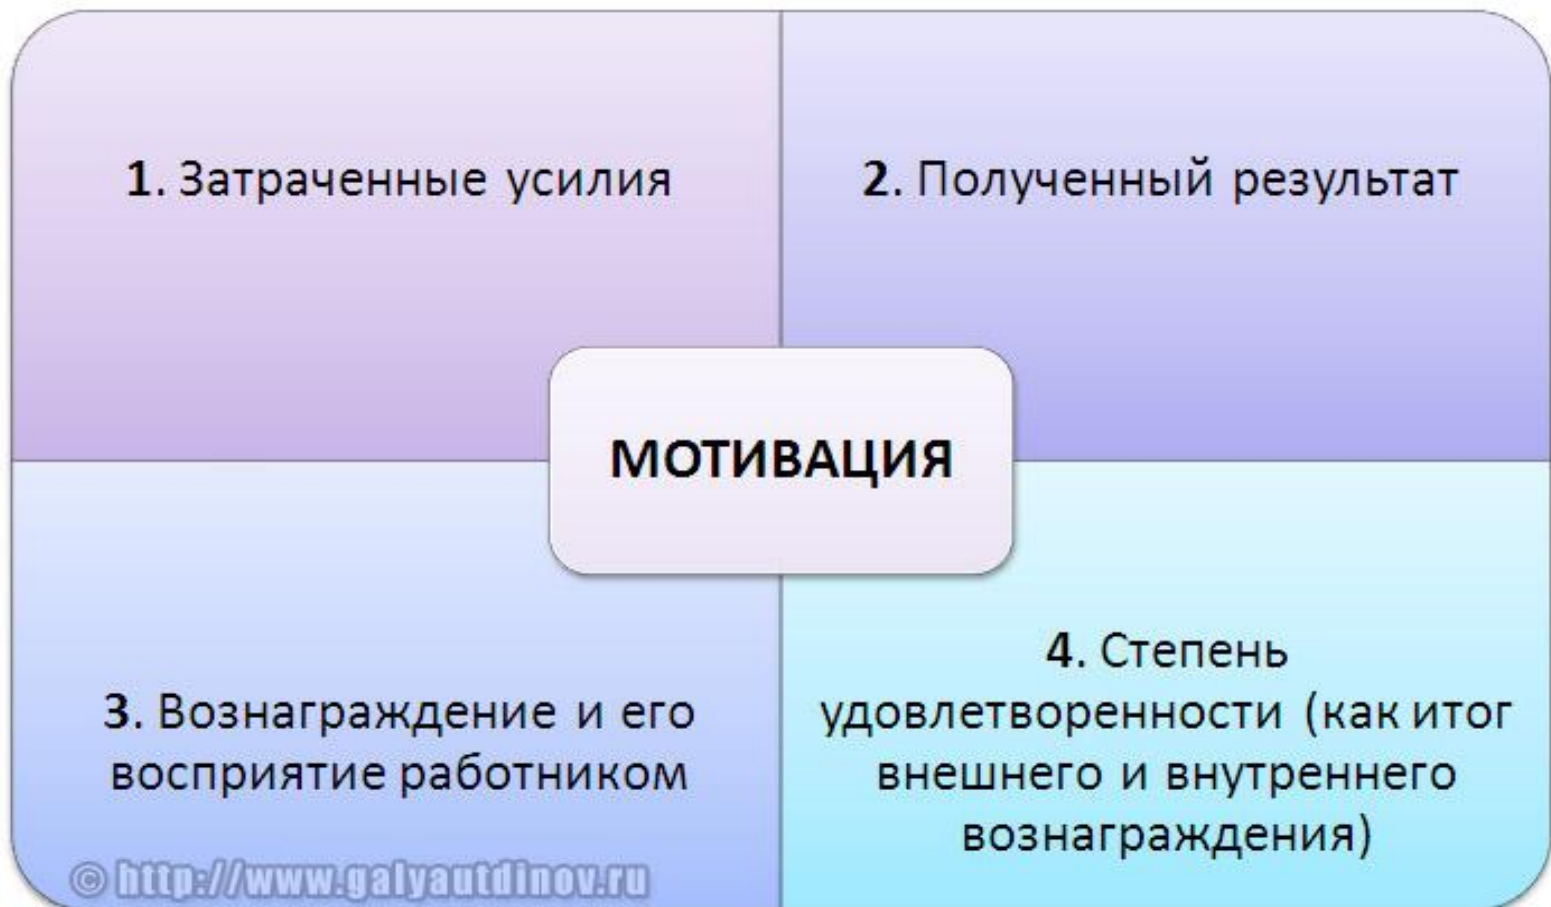 1. Затраченные усилия
2. Полученный результат
МОТИВАЦИЯ
3. Вознаграждение и его
восприятие работником
4. Степень
удовлетворенности (как итог
внешнего и внутреннего
вознаграждения)
© http://www.galyautdinov.ru